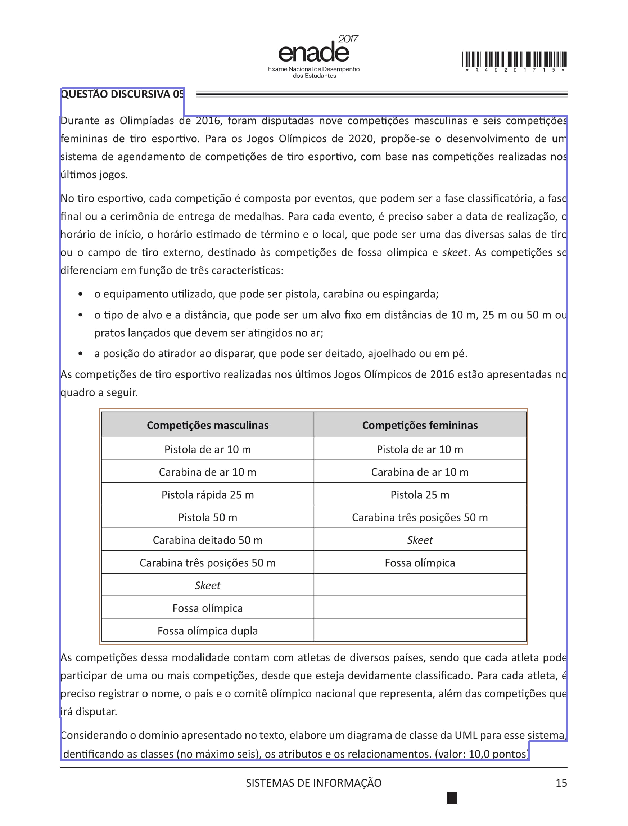 enade 2017
Exame Nacional de Desempenho
dos Estudantes
QUESTÃO DISCURSIVA 05
Durante as Olimpíadas de 2016, foram disputadas nove competições masculinas e seis competições
femininas de tiro esportivo. Para os Jogos Olímpicos de 2020, propõe-se o desenvolvimento de um
sistema de agendamento de competições de tiro esportivo, com base nas competições realizadas nos
últimos jogos.
No tiro esportivo, cada competição é composta por eventos, que podem ser a fase classificatória, a fase
final ou a cerimônia de entrega de medalhas. Para cada evento, é preciso saber a data de realização, o
horário de início, o horário estimado de término e o local, que pode ser uma das diversas salas de tiro
ou o campo de tiro externo, destinado às competições de fossa olímpica e skeet. As competições se
diferenciam em função de três características:
• o equipamento utilizado, que pode ser pistola, carabina ou espingarda;
• o tipo de alvo e a distância, que pode ser um alvo fixo em distâncias de 10 m, 25 m ou 50 m ou
pratos lançados que devem ser atingidos no ar;
• a posição do atirador ao disparar, que pode ser deitado, ajoelhado ou em pé.
As competições de tiro esportivo realizadas nos últimos Jogos Olímpicos de 2016 estão apresentadas no
quadro a seguir.
Competições masculinas Competições femininas
Pistola de ar 10 m Pistola de ar 10 m
Carabina de ar 10 m Carabina de ar 10 m
Pistola rápida 25 m Pistola 25 m
Pistola 50 m Carabina três posições 50 m
Carabina deitado 50 m Skeet
Carabina três posições 50 m Fossa olímpica
Skeet
Fossa olímpica
Fossa olímpica dupla
As competições dessa modalidade contam com atletas de diversos países, sendo que cada atleta pode
participar de uma ou mais competições, desde que esteja devidamente classificado. Para cada atleta, é
preciso registrar o nome, o país e o comitê olímpico nacional que representa, além das competições que
irá disputar.
Considerando o domínio apresentado no texto, elabore um diagrama de classe da UML para esse sistema,
identificando as classes (no máximo seis), os atributos e os relacionamentos. (valor: 10,0 pontos)
SISTEMAS DE INFORMAÇÃO 15